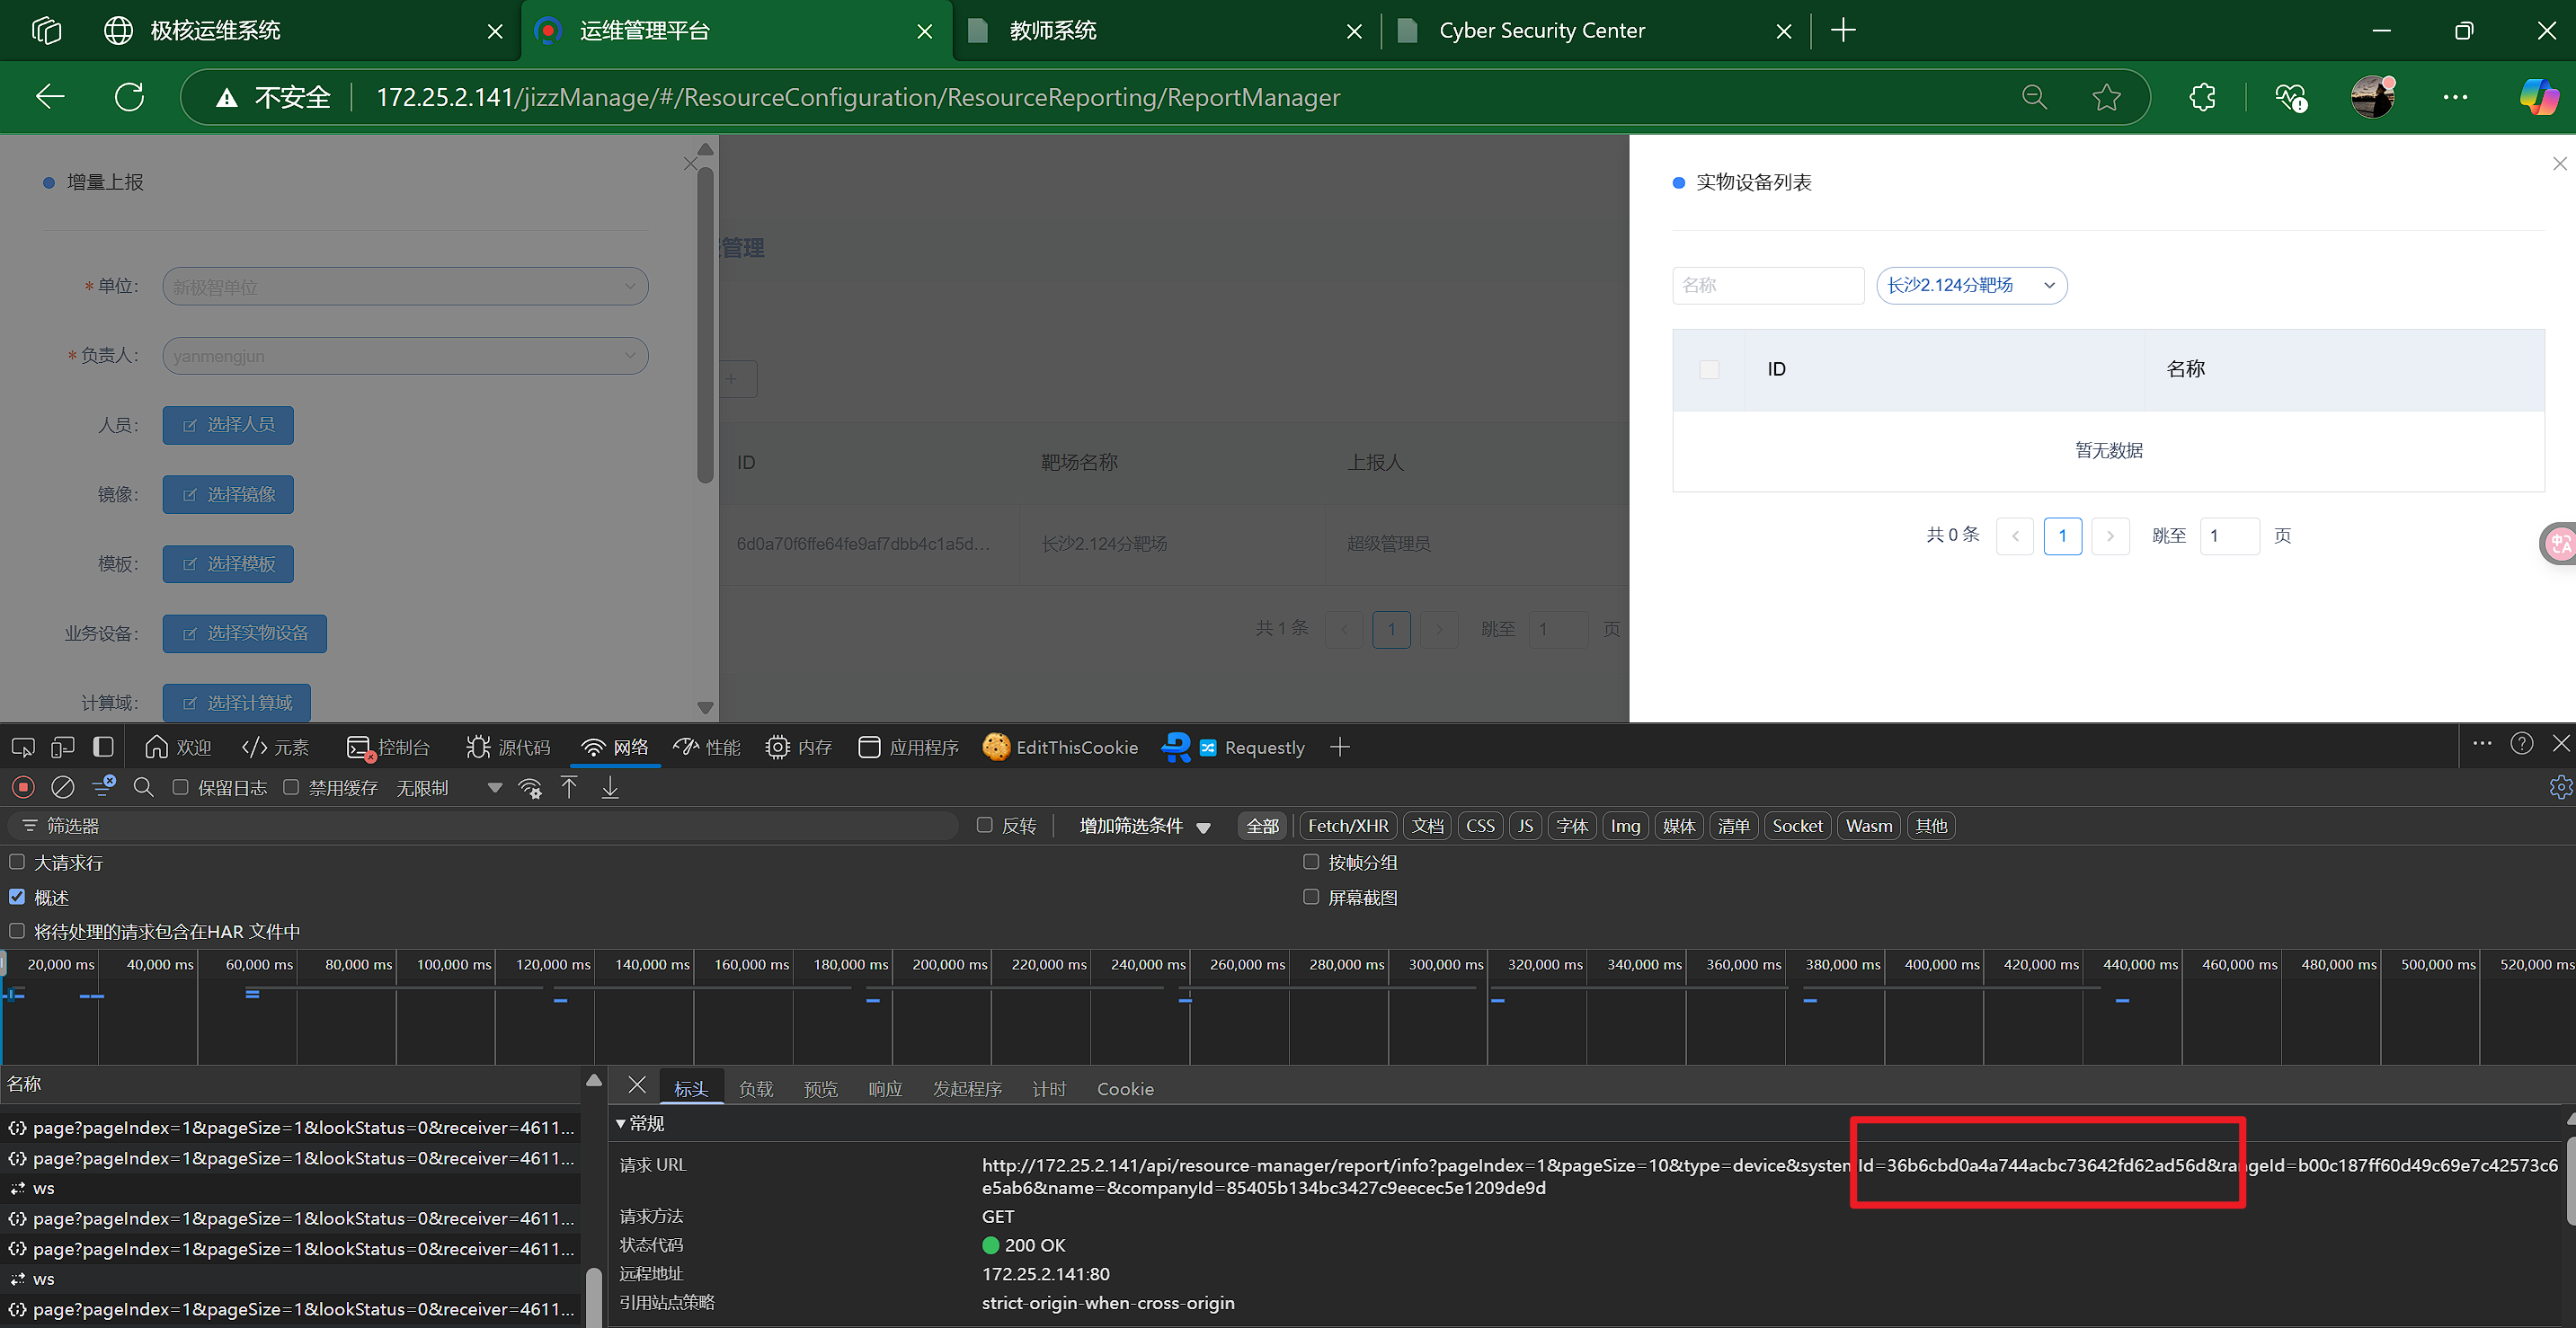 极核运维系统
运维管理平台
教师系统
Cyber Security Center
不安全
172.25.2.141/jizzManage/#/ResourceConfiguration/ResourceReporting/ReportManager
增量上报
*单位:
新极智单位
*负责人:
yanmengjun
人员:
选择人员
镜像:
选择镜像
模板:
选择模板
业务设备:
选择实物设备
计算域:
选择计算域
管理
ID
靶场名称
上报人
6d0a70f6ffe64fe9af7dbb4c1a5d...
长沙2.124分靶场
超级管理员
共 1 条
1
跳至
1
页
实物设备列表
名称
长沙2.124分靶场
ID
名称
暂无数据
共 0 条
1
跳至
1
页
欢迎
元素
控制台
源代码
网络
性能
内存
应用程序
EditThisCookie
Requestly
保留日志
禁用缓存
无限制
筛选器
反转
增加筛选条件
全部
Fetch/XHR
文档
CSS
JS
字体
Img
媒体
清单
Socket
Wasm
其他
大请求行
按帧分组
概述
屏幕截图
将待处理的请求包含在HAR 文件中
20,000 ms
40,000 ms
60,000 ms
80,000 ms
100,000 ms
120,000 ms
140,000 ms
160,000 ms
180,000 ms
200,000 ms
220,000 ms
240,000 ms
260,000 ms
280,000 ms
300,000 ms
320,000 ms
340,000 ms
360,000 ms
380,000 ms
400,000 ms
420,000 ms
440,000 ms
460,000 ms
480,000 ms
500,000 ms
520,000 ms
名称
page?pageIndex=1&pageSize=1&lookStatus=0&receiver=4611...
page?pageIndex=1&pageSize=1&lookStatus=0&receiver=4611...
ws
page?pageIndex=1&pageSize=1&lookStatus=0&receiver=4611...
page?pageIndex=1&pageSize=1&lookStatus=0&receiver=4611...
ws
page?pageIndex=1&pageSize=1&lookStatus=0&receiver=4611...
标头
负载
预览
响应
发起程序
计时
Cookie
常规
请求 URL
http://172.25.2.141/api/resource-manager/report/info?pageIndex=1&pageSize=10&type=device&systemId=36b6cbd0a4a744acbc73642fd62ad56d&rangeId=b00c187ff60d49c69e7c42573c6
e5ab6&name=&companyId=85405b134bc3427c9eecec5e1209de9d
请求方法
GET
状态代码
200 OK
远程地址
172.25.2.141:80
引用站点策略
strict-origin-when-cross-origin